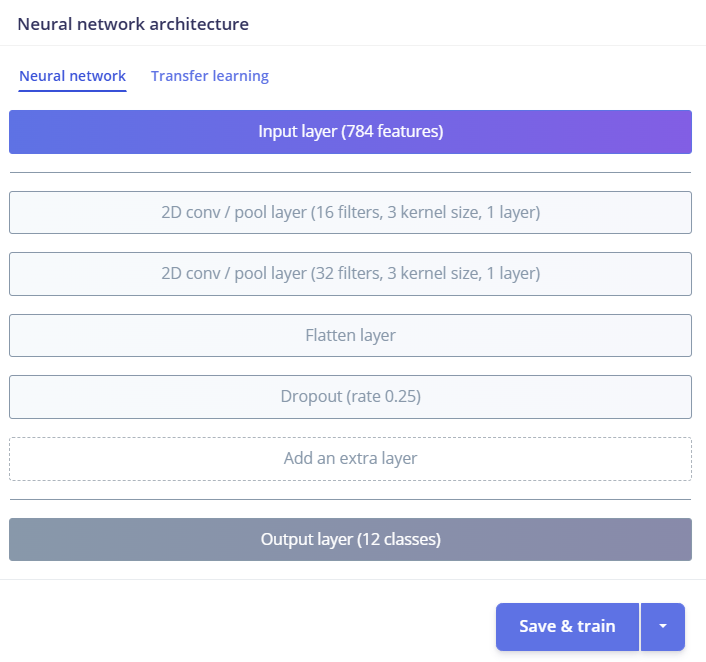 Neural network architecture
Neural network
Transfer learning
Input layer (784 features)
2D conv / pool layer (16 filters, 3 kernel size, 1 layer)
2D conv / pool layer (32 filters, 3 kernel size, 1 layer)
Flatten layer
Dropout (rate 0.25)
Add an extra layer
Output layer (12 classes)
Save & train